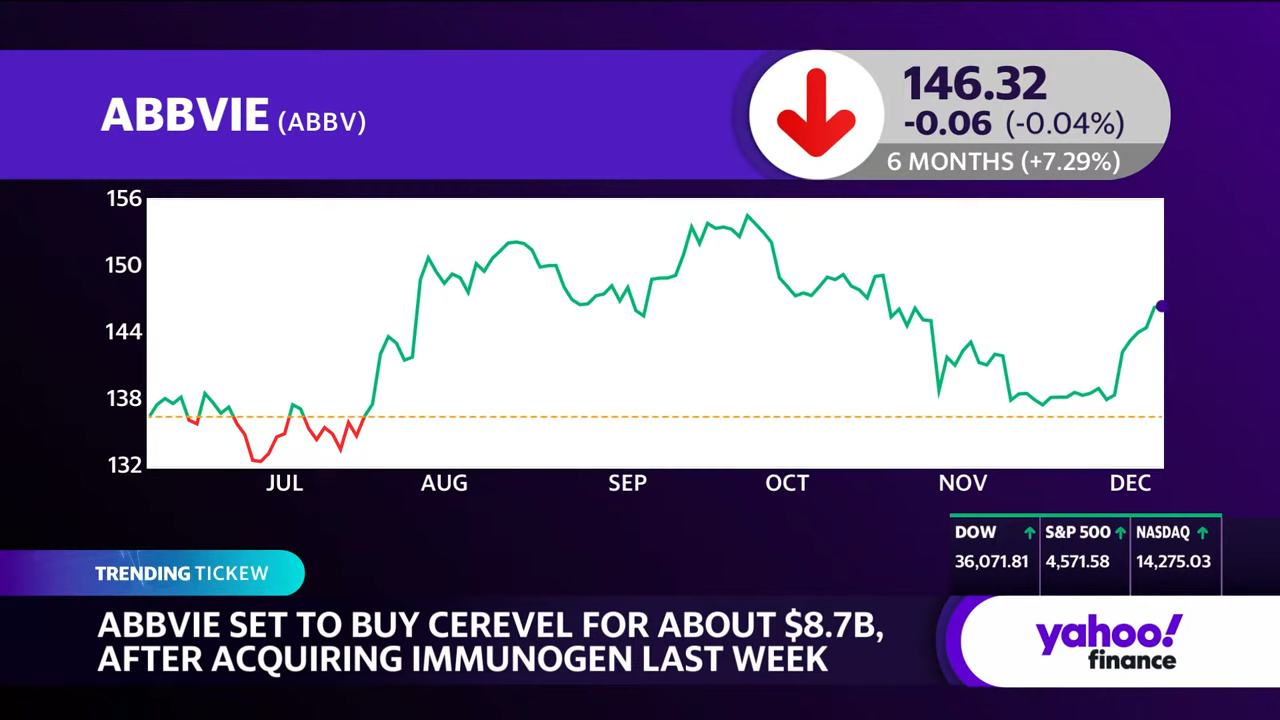 ABBVIE (ABBV)
146.32
-0.06 (-0.04%)
6 MONTHS (+7.29%)
156
150
144
138
132
JUL AUG SEP OCT NOV DEC
DOW S&P 500 NASDAQ
36,071.81 4,571.58 14,275.03
TRENDING TICKEW
ABBVIE SET TO BUY CEREVEL FOR ABOUT $8.7B,
AFTER ACQUIRING IMMUNOGEN LAST WEEK
yahoo!
finance